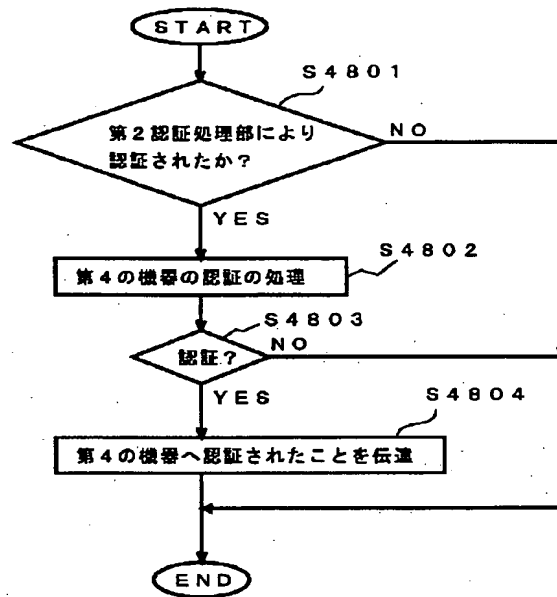 START
S4801
第2認証処理部により
認証されたか？
NO
YES
S4802
第4の機器の認証の処理
S4803
認証？
NO
YES
S4804
第4の機器へ認証されたことを伝達
END